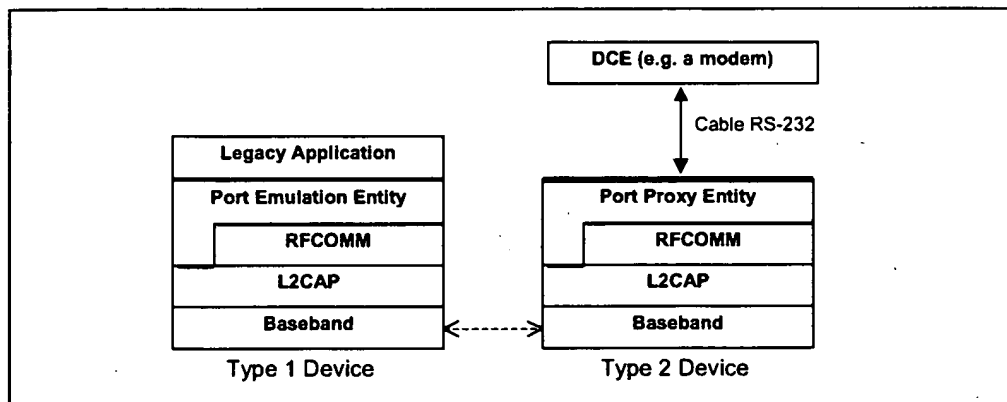 DCE (e.g. a modem)
Cable RS-232
Legacy Application
Port Emulation Entity
RFCOMM
L2CAP
Baseband
Type 1 Device
Port Proxy Entity
RFCOMM
L2CAP
Baseband
Type 2 Device